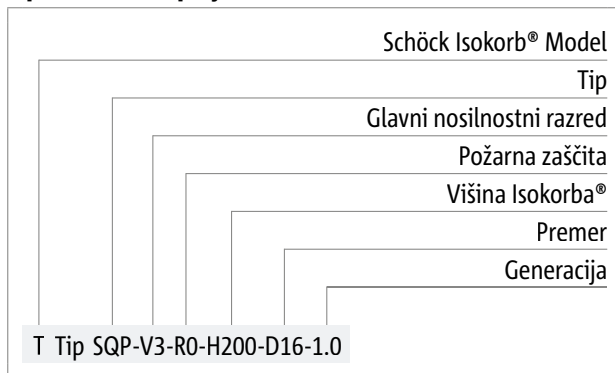 Schöck Isokorb® Model
Tip
Glavni nosilnostni razred
Požarna zaščita
Višina Isokorba®
Premer
Generacija
T Tip SQP-V3-R0-H200-D16-1.0